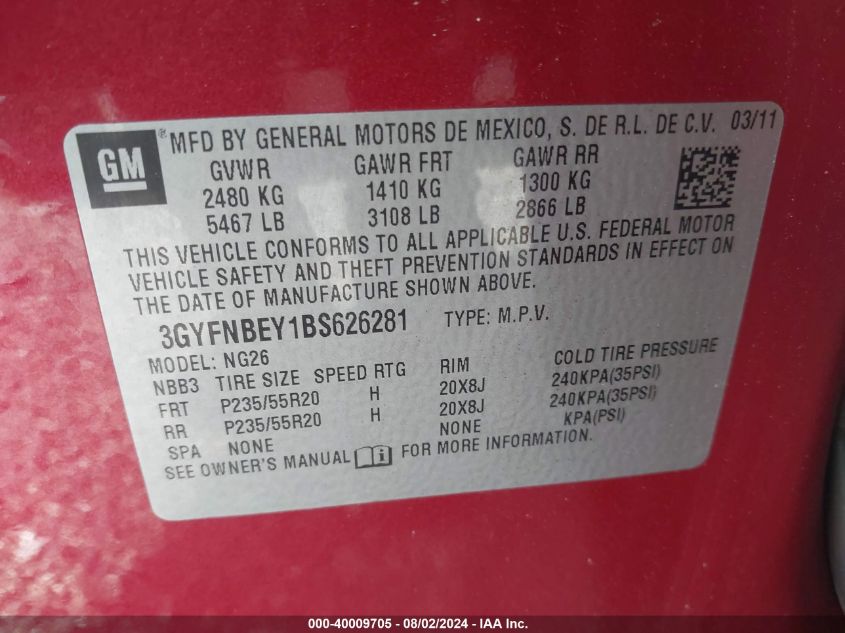 GM
® MFD BY GENERAL MOTORS DE MEXICO, S. DE R.L. DE C.V. 03/11
GVWR GAWR FRT GAWR RR
2480 KG 1410 KG 1300 KG
5467 LB 3108 LB 2866 LB
THIS VEHICLE CONFORMS TO ALL APPLICABLE U.S. FEDERAL MOTOR
VEHICLE SAFETY AND THEFT PREVENTION STANDARDS IN EFFECT ON
THE DATE OF MANUFACTURE SHOWN ABOVE.
3GYFNBEY1BS626281 TYPE: M.P.V.
MODEL: NG26
NBB3 TIRE SIZE SPEED RTG RIM COLD TIRE PRESSURE
FRT P235/55R20 H 20X8J 240KPA(35PSI)
RR P235/55R20 H 20X8J 240KPA(35PSI)
SPA NONE NONE KPA(PSI)
SEE OWNER'S MANUAL i FOR MORE INFORMATION.
000-40009705 - 08/02/2024 - IAA Inc.